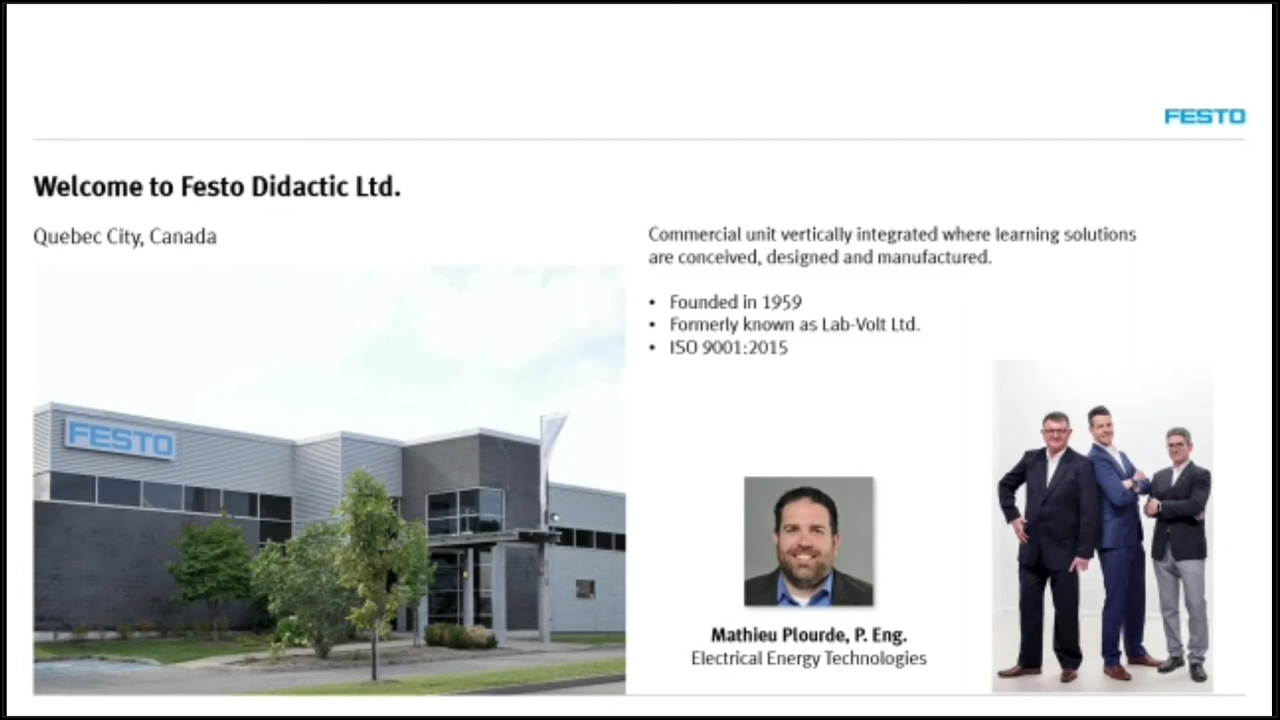 FESTO
Welcome to Festo Didactic Ltd.
Quebec City, Canada
Commercial unit vertically integrated where learning solutions
are conceived, designed and manufactured.
• Founded in 1959
• Formerly known as Lab-Volt Ltd.
• ISO 9001:2015
FESTO
Mathieu Plourde, P. Eng.
Electrical Energy Technologies